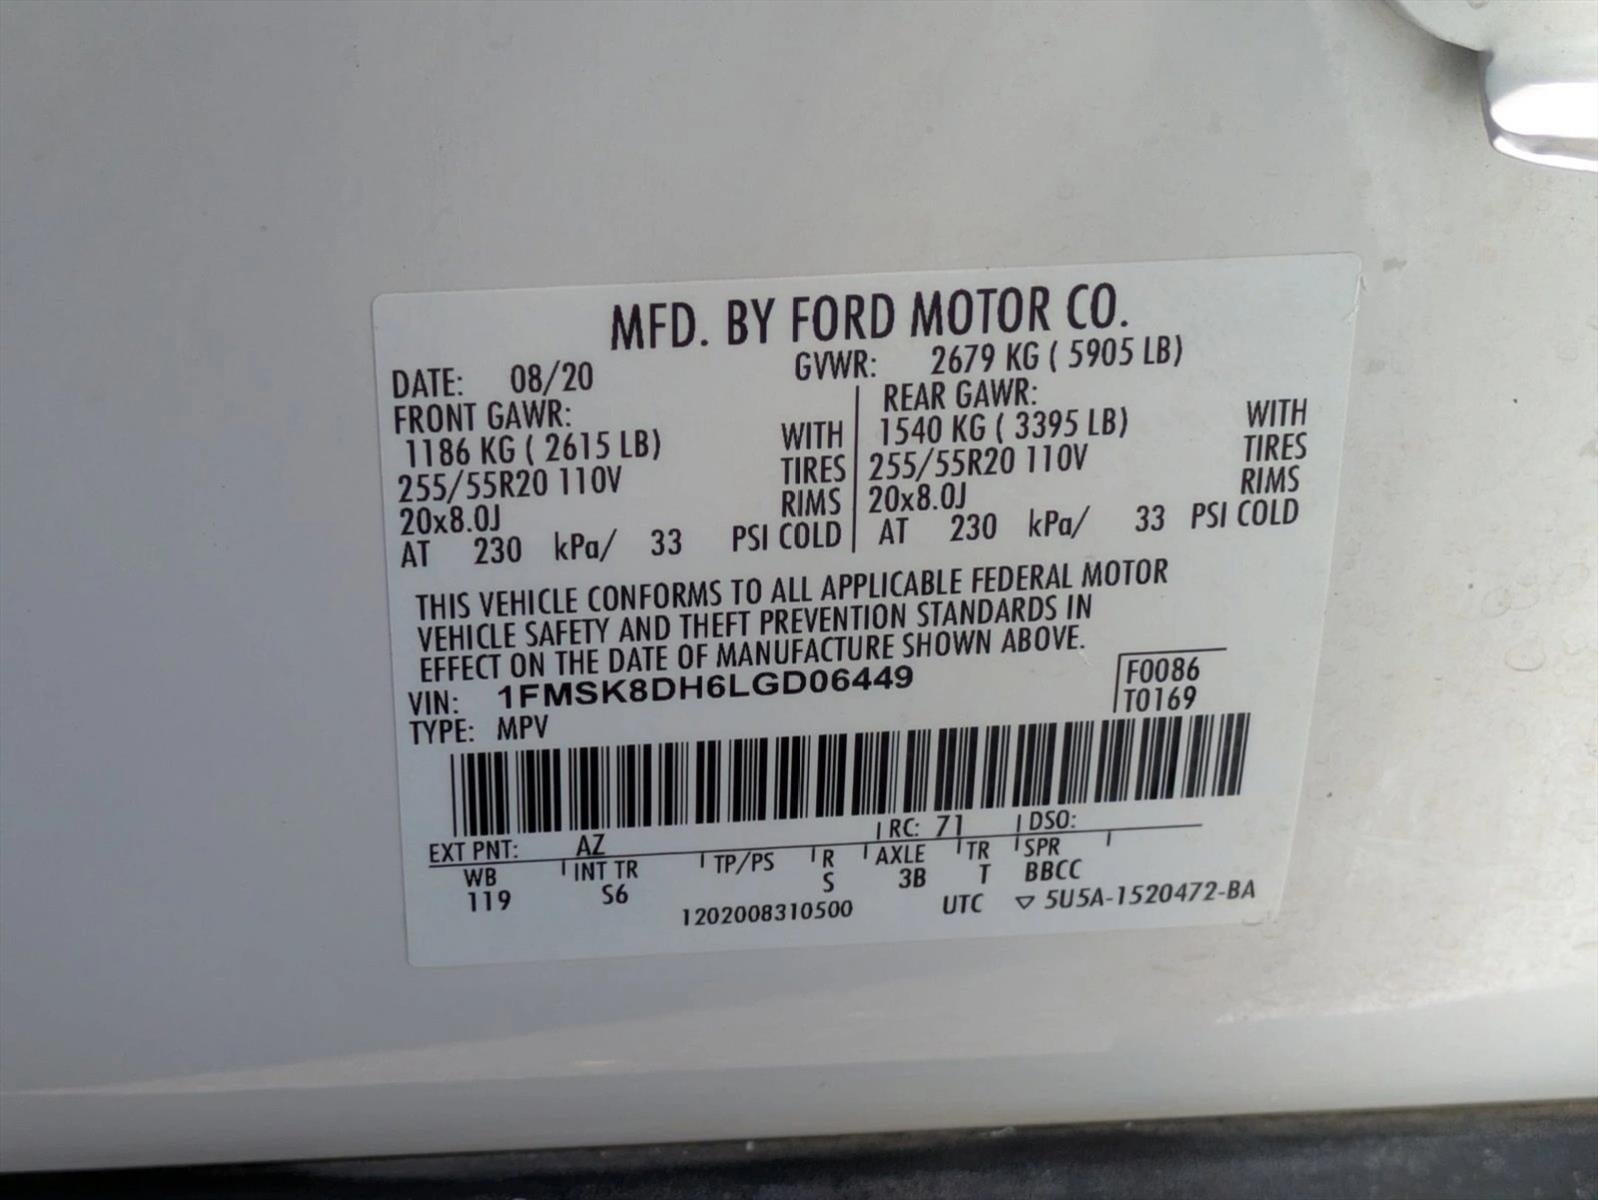 MFD. BY FORD MOTOR CO.
DATE: 08/20 GVWR: 2679 KG ( 5905 LB)
FRONT GAWR: REAR GAWR:
1186 KG ( 2615 LB) WITH 1540 KG ( 3395 LB) WITH
255/55R20 110V TIRES 255/55R20 110V TIRES
20x8.0J RIMS 20x8.0J RIMS
AT 230 kPa/ 33 PSI COLD AT 230 kPa/ 33 PSI COLD
THIS VEHICLE CONFORMS TO ALL APPLICABLE FEDERAL MOTOR
VEHICLE SAFETY AND THEFT PREVENTION STANDARDS IN
EFFECT ON THE DATE OF MANUFACTURE SHOWN ABOVE.
VIN: 1FMSK8DH6LGD06449 F0086
TYPE: MPV T0169
EXT PNT: AZ RC: 71 DSO:
WB INT TR TP/PS R AXLE TR SPR
119 S6 S 3B T BBCC
1202008310500 UTC ▽ 5U5A-1520472-BA